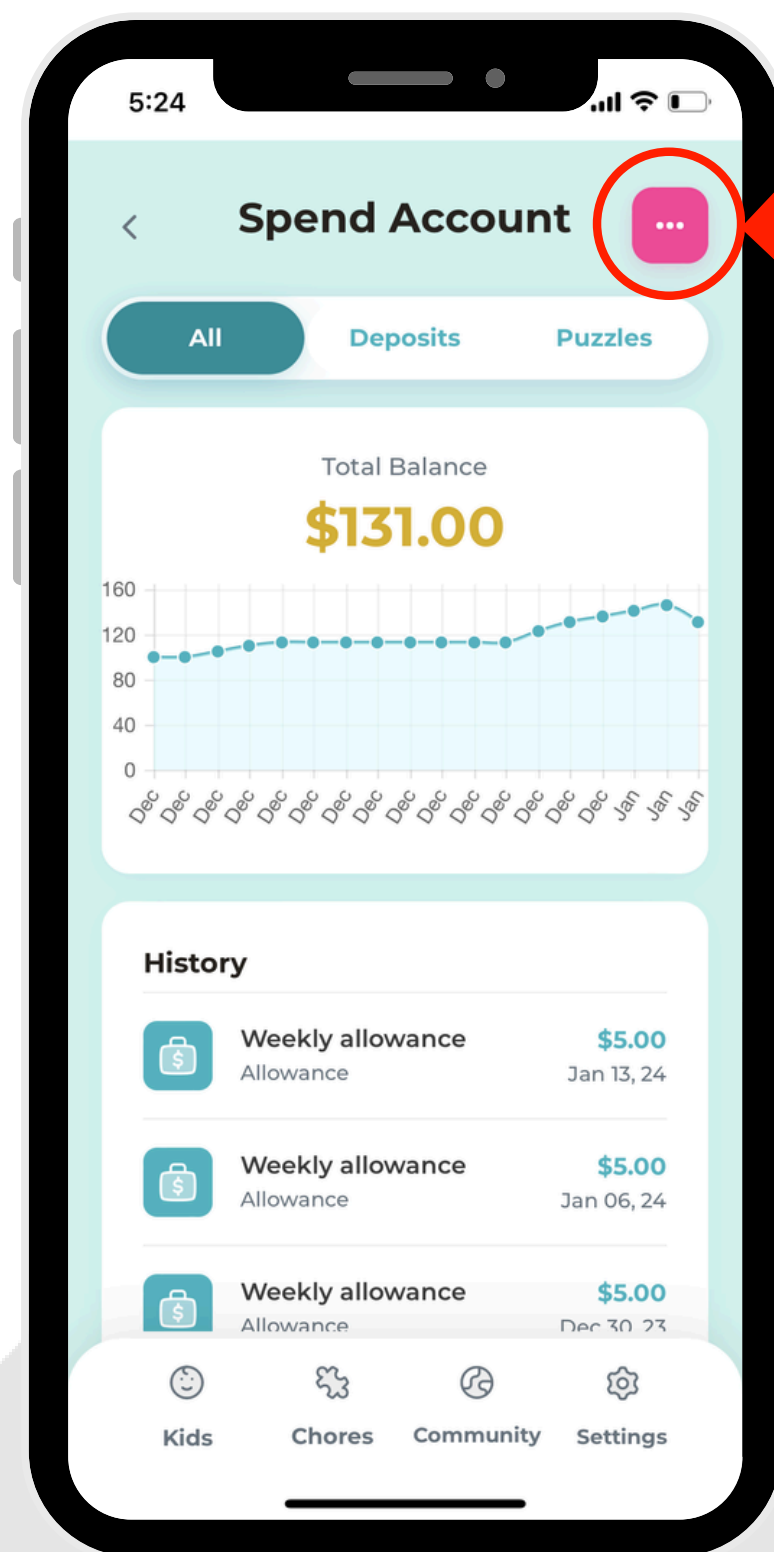 5:24
Spend Account
All Deposits Puzzles
Total Balance
$131.00
160
120
80
40
0
Dec Dec Dec Dec Dec Dec Dec Dec Dec Dec Dec Dec Dec Dec Dec Jan Jan Jan
History
Weekly allowance $5.00
Allowance Jan 13, 24
Weekly allowance $5.00
Allowance Jan 06, 24
Weekly allowance $5.00
Allowance Dec 30, 23
Kids Chores Community Settings